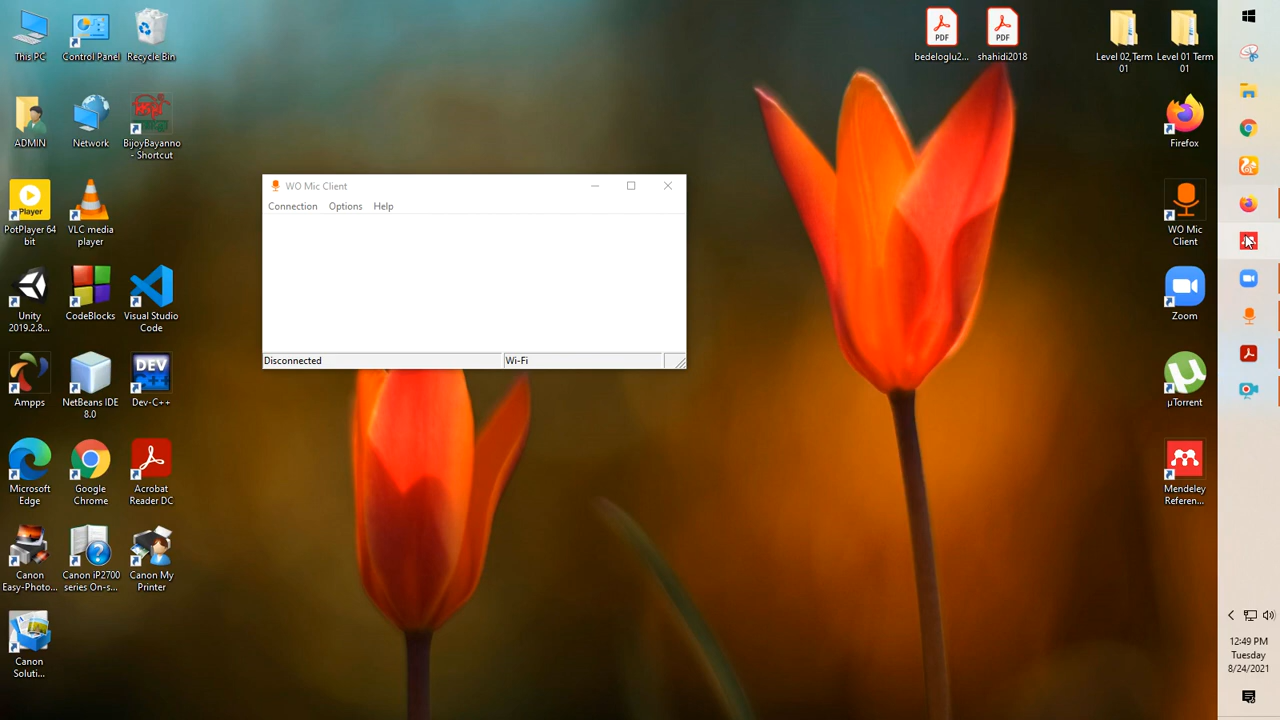 This PC
Control Panel
Recycle Bin
ADMIN
Network
BijoyBayanno
- Shortcut
Player
PotPlayer 64
bit
VLC media
player
Unity
2019.2.8...
CodeBlocks
Visual Studio
Code
Ampps
NetBeans IDE
8.0
DEV
Dev-C++
Microsoft
Edge
Google
Chrome
Acrobat
Reader DC
Canon
Easy-Photo...
Canon iP2700
series On-s...
Canon My
Printer
Canon
Soluti...
WO Mic Client
Connection
Options
Help
Disconnected
Wi-Fi
PDF
bedeloglu2...
PDF
shahidi2018
Level 02,Term
01
Level 01 Term
01
Firefox
WO Mic
Client
Zoom
µTorrent
Mendeley
Referen...
12:49 PM
Tuesday
8/24/2021